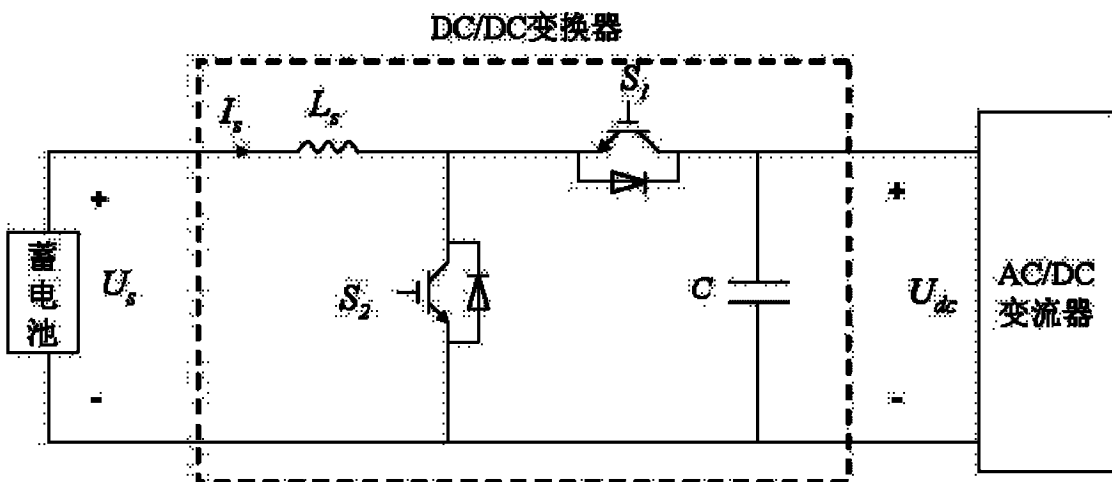 DC/DC变换器
I_s
L_s
S_1
+
+
蓄电池
U_s
S_2
C
U_dc
AC/DC
变流器
-
-